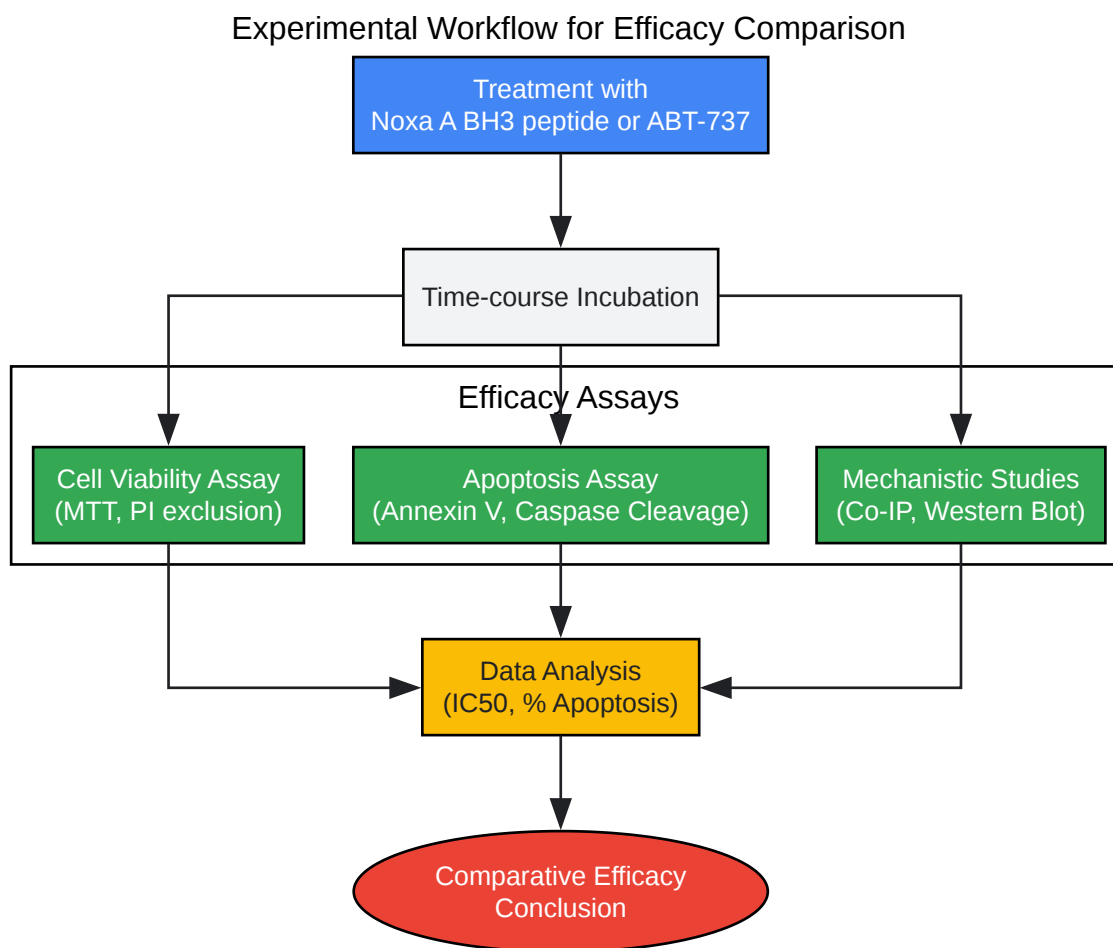 Experimental Workflow for Efficacy Comparison
Treatment with
Noxa A BH3 peptide or ABT-737
Time-course Incubation
Efficacy Assays
Cell Viability Assay
(MTT, PI exclusion)
Apoptosis Assay
(Annexin V, Caspase Cleavage)
Mechanistic Studies
(Co-IP, Western Blot)
Data Analysis
(IC50, % Apoptosis)
Comparative Efficacy
Conclusion